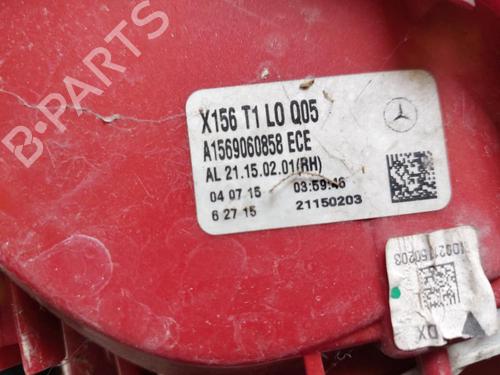 B-PARTS
X156 T1 LO Q05
A1569060858 ECE
AL 21.15.02.01(RH)
04 07 15 03:59:46
6 27 15 21150203
DX